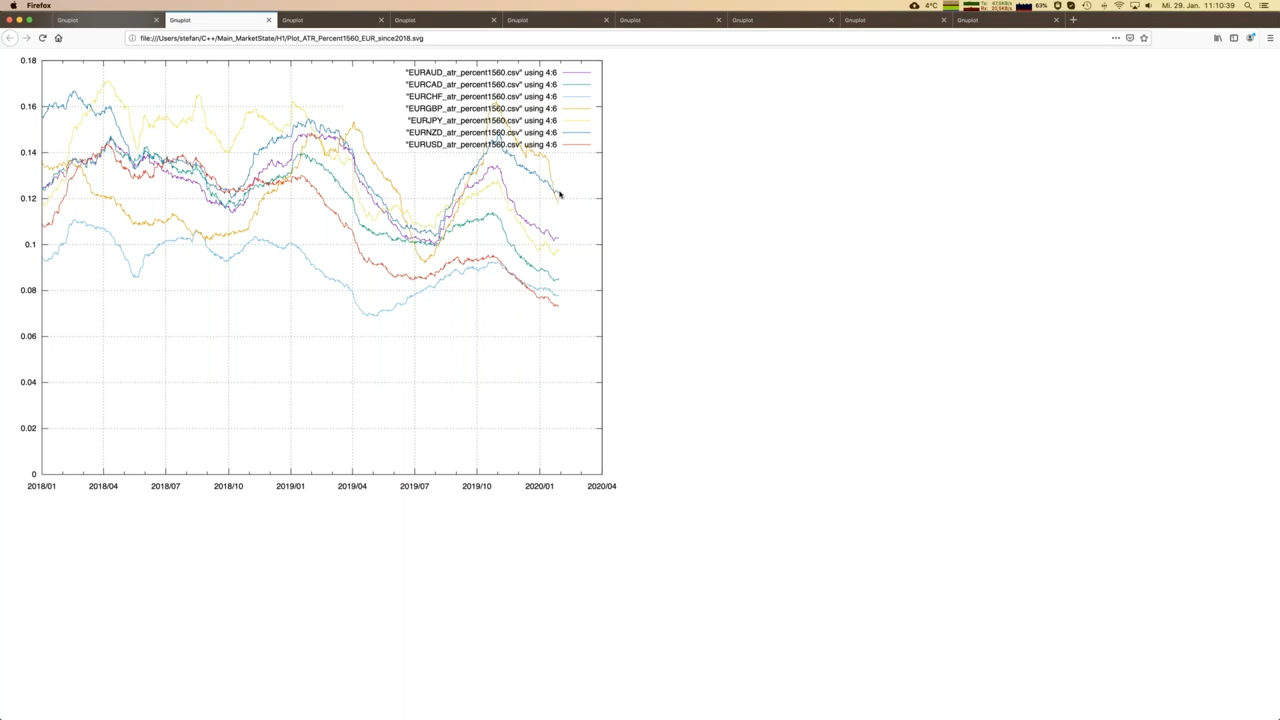 Firefox
4°C
63%
Mi. 29. Jan. 11:10:39
Gnuplot
Gnuplot
Gnuplot
Gnuplot
Gnuplot
Gnuplot
Gnuplot
Gnuplot
Gnuplot
file:///Users/stefan/C++/Main_MarketState/H1/Plot_ATR_Percent1560_EUR_since2018.svg
"EURAUD_atr_percent1560.csv" using 4:6
"EURCAD_atr_percent1560.csv" using 4:6
"EURCHF_atr_percent1560.csv" using 4:6
"EURGBP_atr_percent1560.csv" using 4:6
"EURJPY_atr_percent1560.csv" using 4:6
"EURNZD_atr_percent1560.csv" using 4:6
"EURUSD_atr_percent1560.csv" using 4:6
0.18
0.16
0.14
0.12
0.1
0.08
0.06
0.04
0.02
0
2018/01
2018/04
2018/07
2018/10
2019/01
2019/04
2019/07
2019/10
2020/01
2020/04